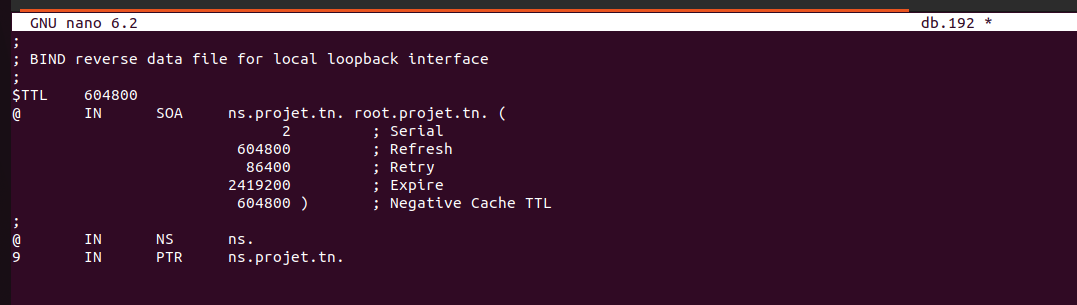 GNU nano 6.2 db.192 *
;
; BIND reverse data file for local loopback interface
;
$TTL 604800
@ IN SOA ns.projet.tn. root.projet.tn. (
2 ; Serial
604800 ; Refresh
86400 ; Retry
2419200 ; Expire
604800 ) ; Negative Cache TTL
;
@ IN NS ns.
9 IN PTR ns.projet.tn.